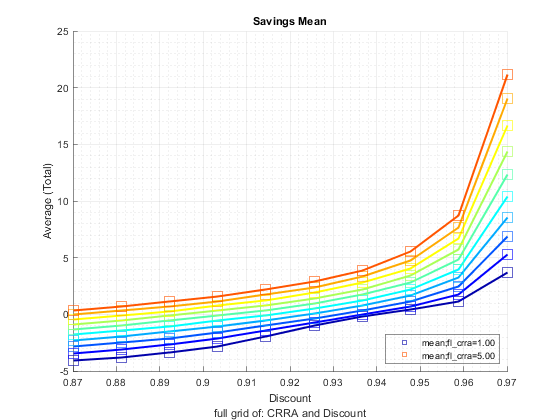 Savings Mean
25
20
15
10
5
0
-5
Average (Total)
0.87 0.88 0.89 0.9 0.91 0.92 0.93 0.94 0.95 0.96 0.97
Discount
full grid of: CRRA and Discount
mean;fl_crra=1.00
mean;fl_crra=5.00